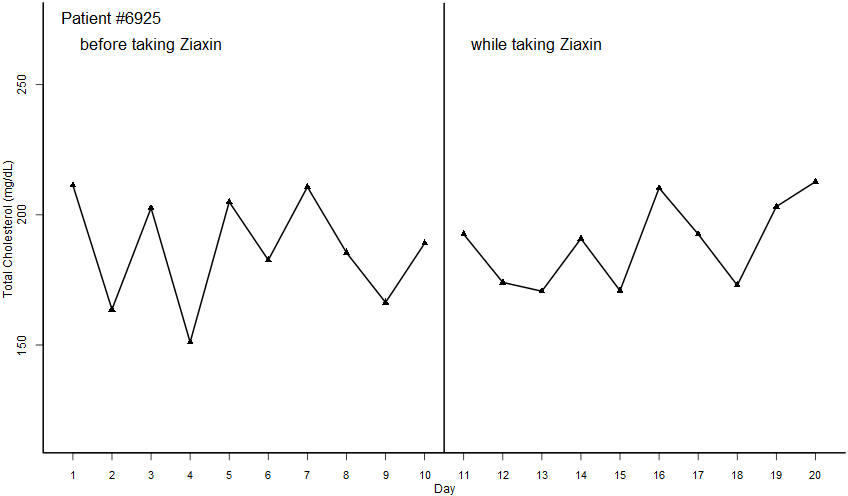 Patient #6925
before taking Ziaxin
while taking Ziaxin
Total Cholesterol (mg/dL)
250
200
150
1 2 3 4 5 6 7 8 9 10 11 12 13 14 15 16 17 18 19 20
Day